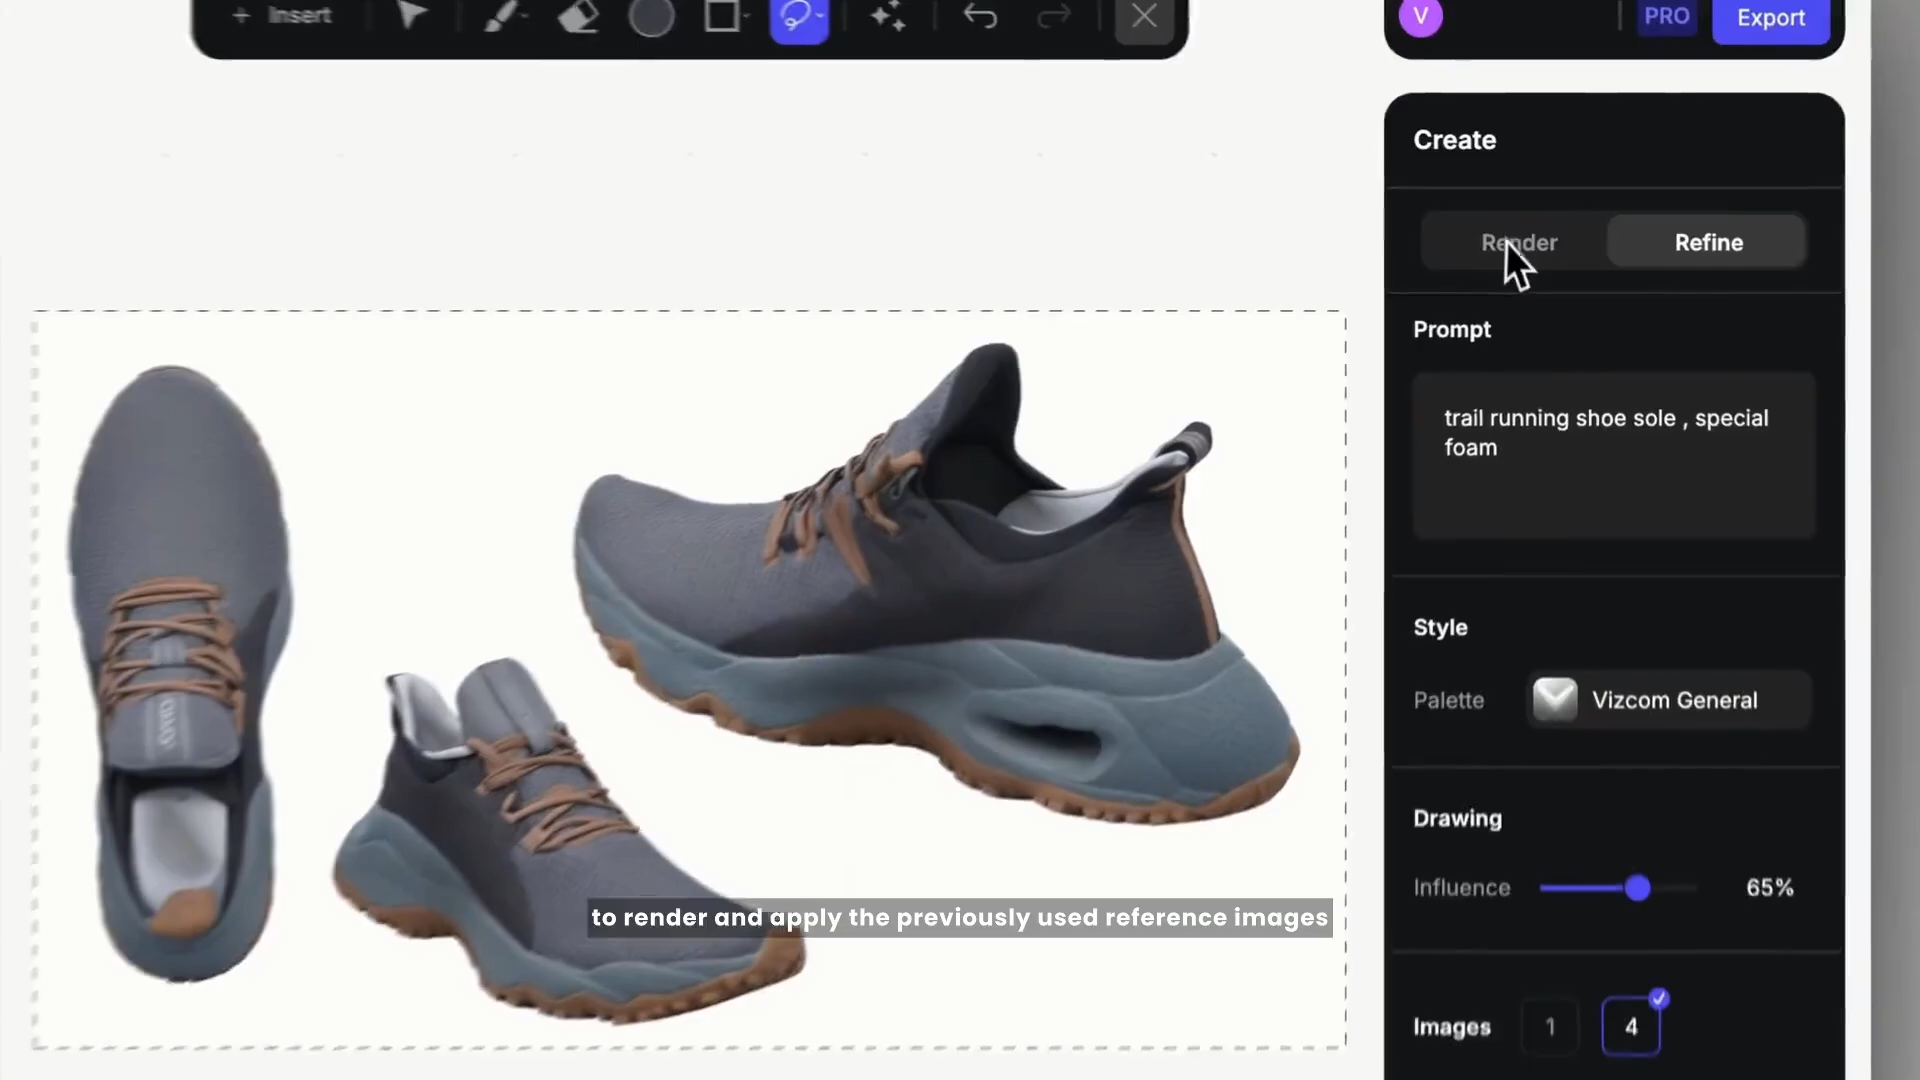 + Insert
V
PRO
Export
Create
Render
Refine
Prompt
trail running shoe sole , special
foam
Style
Palette
Vizcom General
Drawing
Influence
65%
Images
1
4
to render and apply the previously used reference images